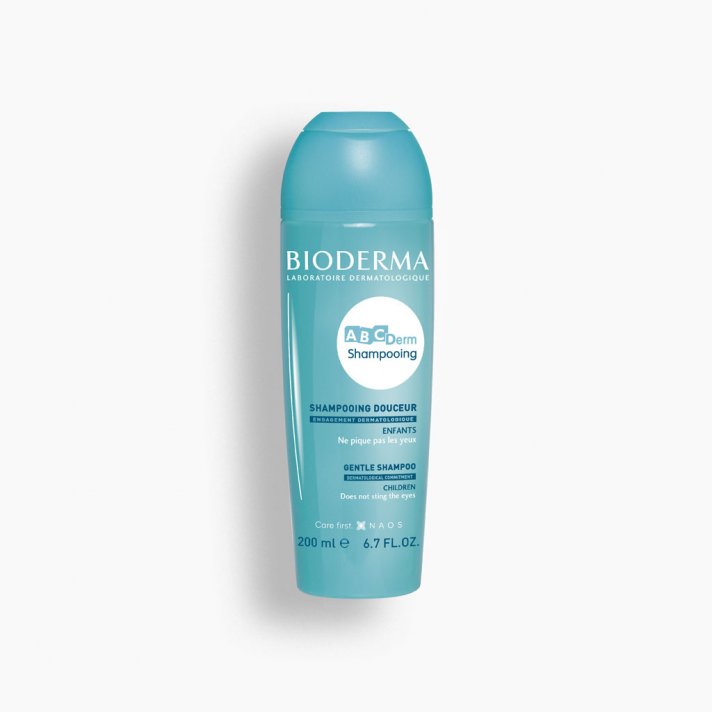 BIODERMA
LABORATOIRE DERMATOLOGIQUE
ABCDerm
Shampooing
SHAMPOOING DOUCEUR
ENGAGEMENT DERMATOLOGIQUE
ENFANTS
Ne pique pas les yeux
GENTLE SHAMPOO
DERMATOLOGICAL COMMITMENT
CHILDREN
Does not sting the eyes
Care first NAOS
200 ml ℮ 6.7 FL.OZ.